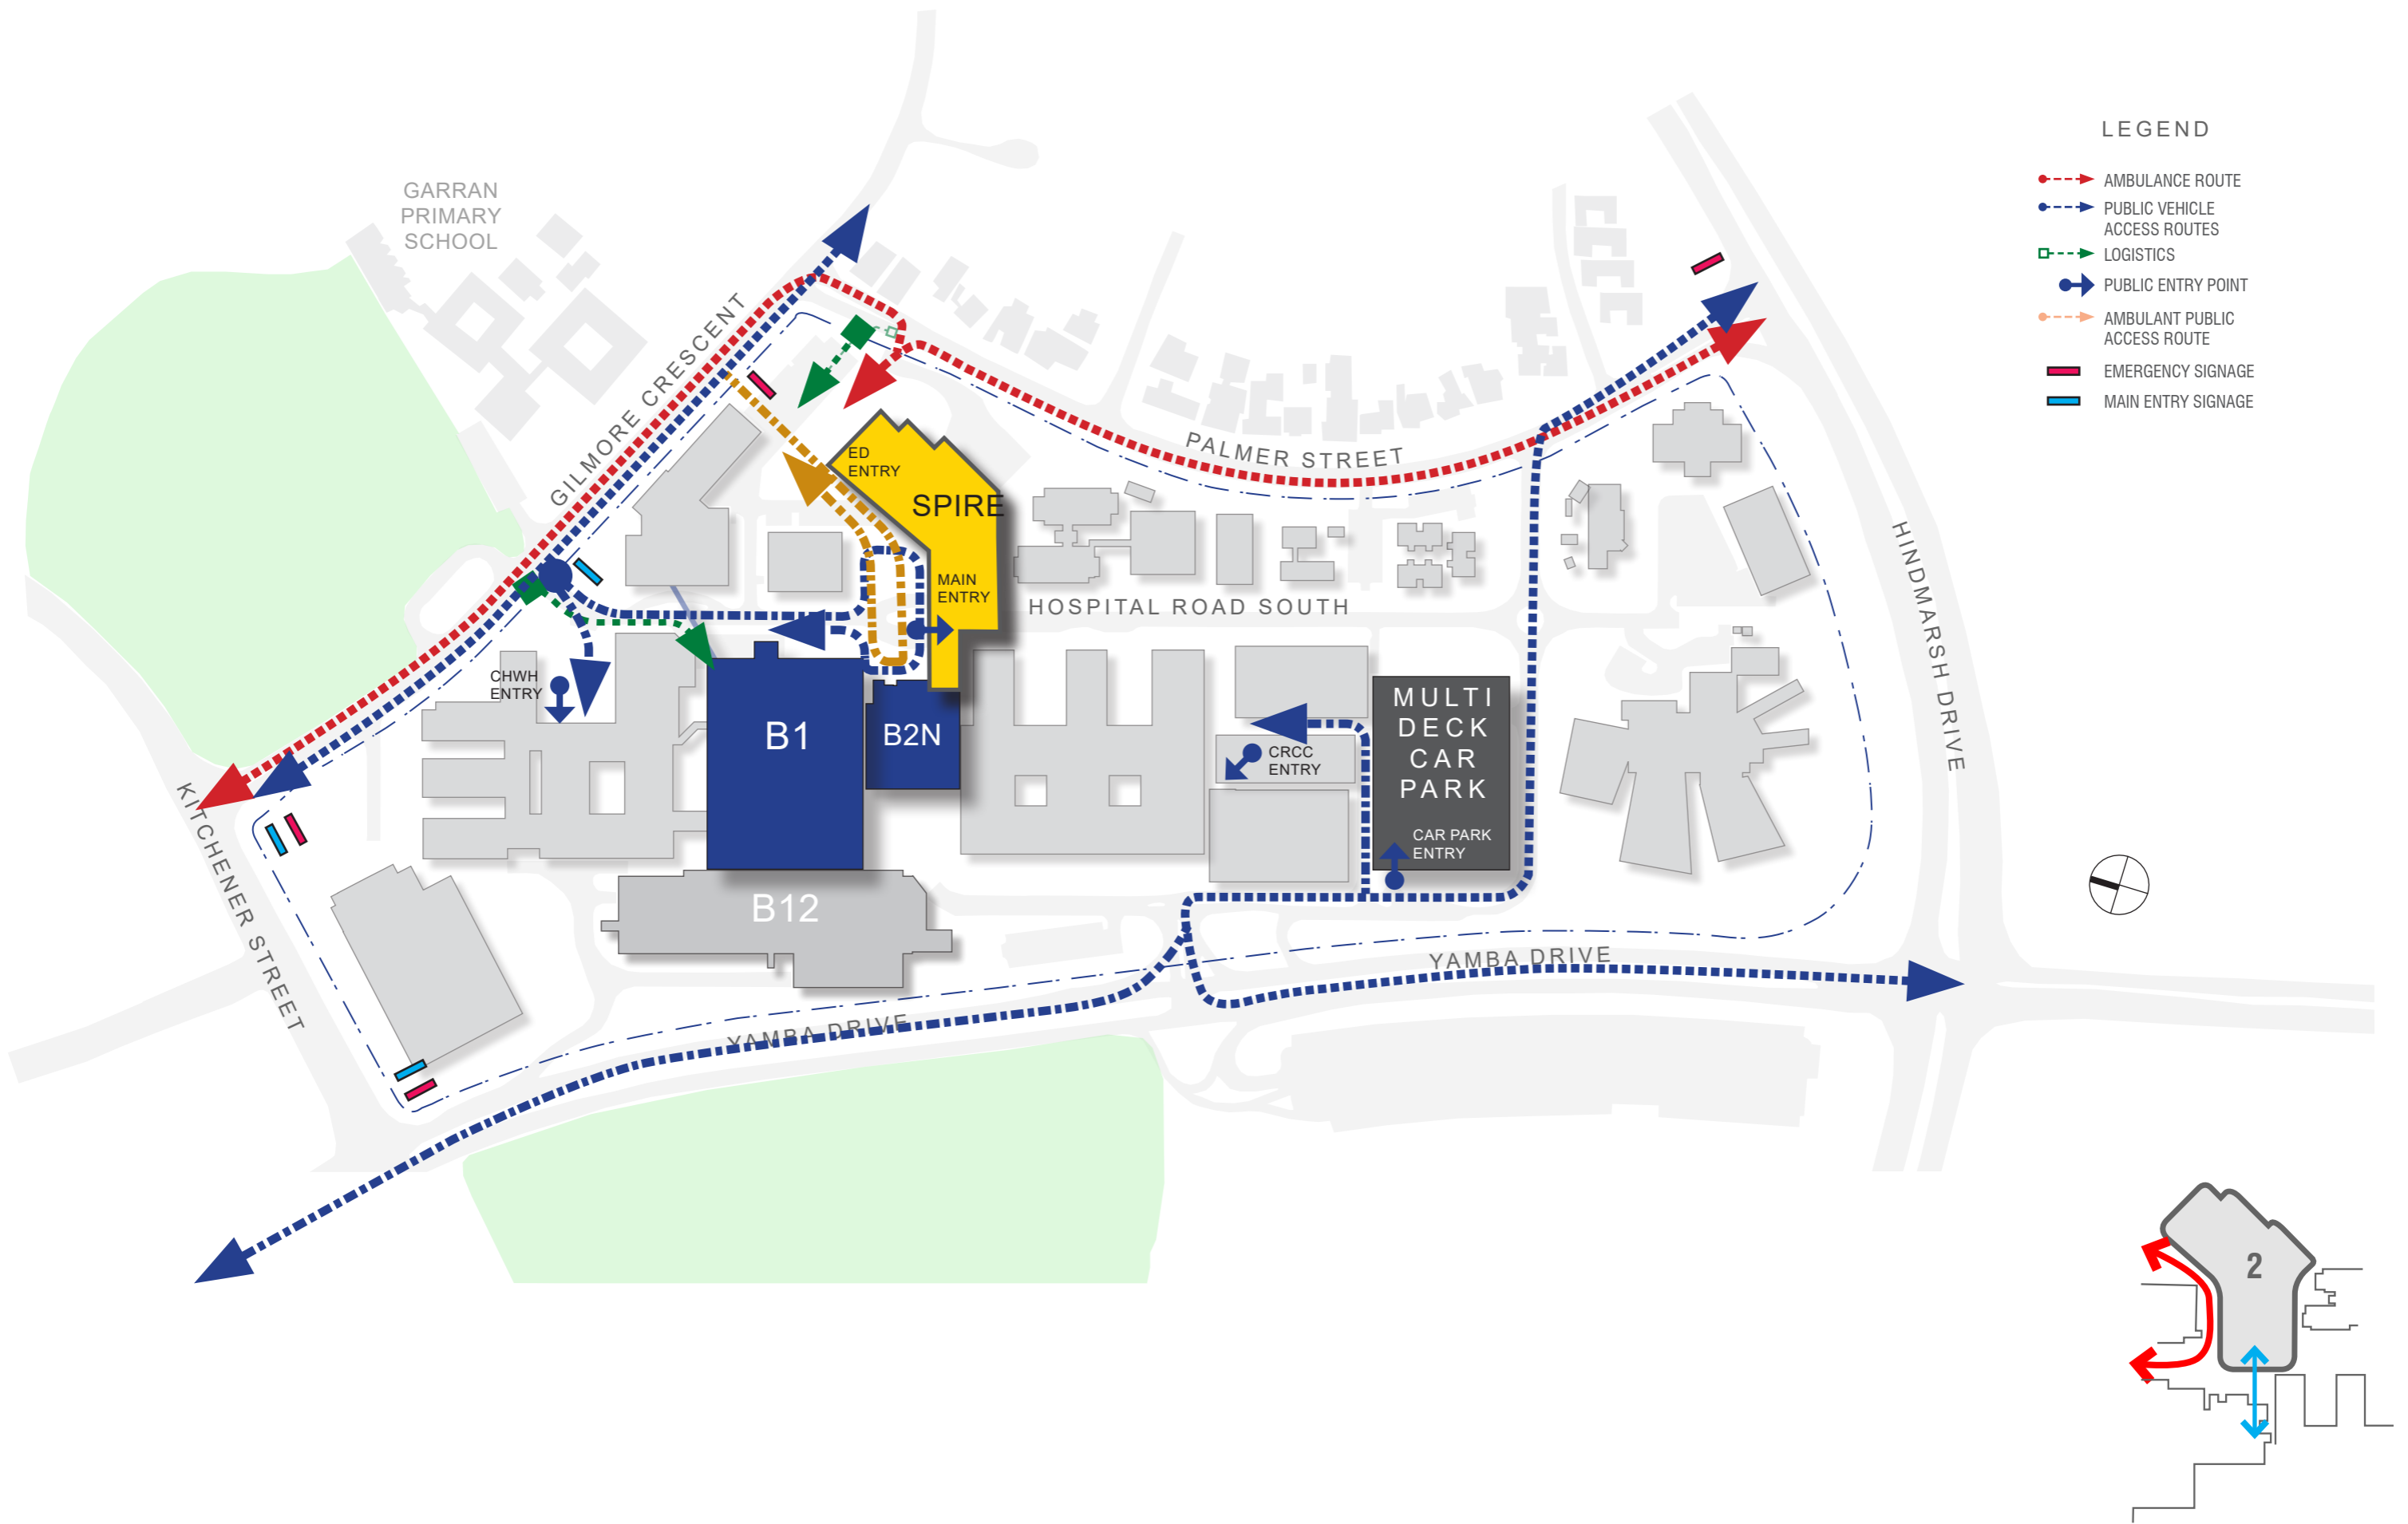 LEGEND
AMBULANCE ROUTE
PUBLIC VEHICLE
ACCESS ROUTES
LOGISTICS
PUBLIC ENTRY POINT
AMBULANT PUBLIC
ACCESS ROUTE
EMERGENCY SIGNAGE
MAIN ENTRY SIGNAGE
GARRAN
PRIMARY
SCHOOL
GILMORE CRESCENT
PALMER STREET
HINDMARSH DRIVE
ED
ENTRY
SPIRE
MAIN
ENTRY
HOSPITAL ROAD SOUTH
CHWH
ENTRY
B1
B2N
MULTI
DECK
CAR
PARK
CRCC
ENTRY
CAR PARK
ENTRY
KITCHENER STREET
B12
YAMBA DRIVE
YAMBA DRIVE
2